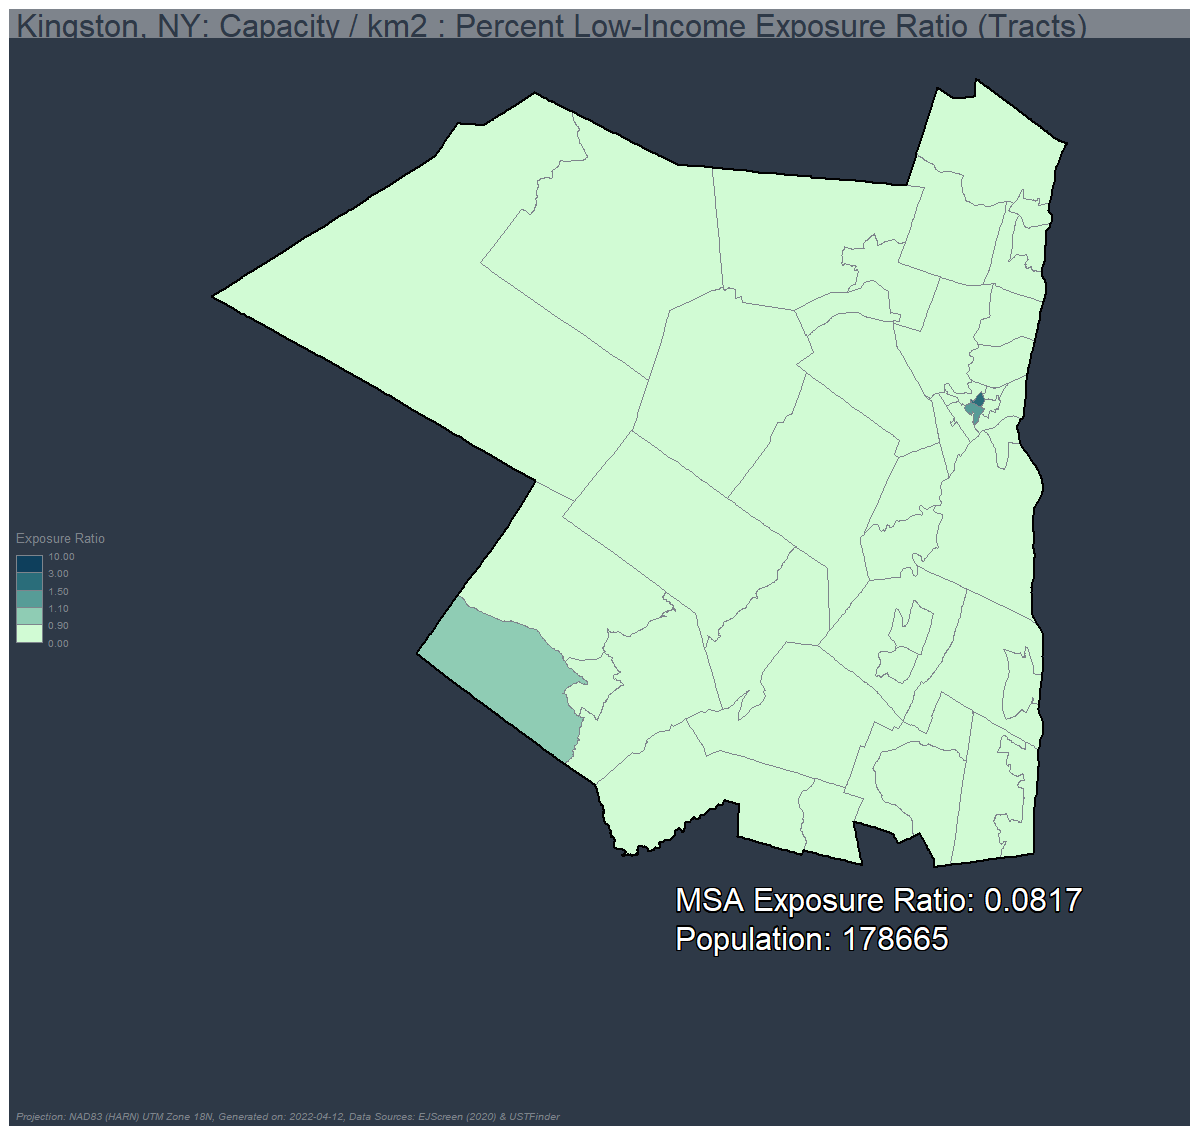 Kingston, NY: Capacity / km2 : Percent Low-Income Exposure Ratio (Tracts)
Exposure Ratio
10.00
3.00
1.50
1.10
0.90
0.00
MSA Exposure Ratio: 0.0817
Population: 178665
Projection: NAD83 (HARN) UTM Zone 18N, Generated on: 2022-04-12, Data Sources: EJScreen (2020) & USTFinder